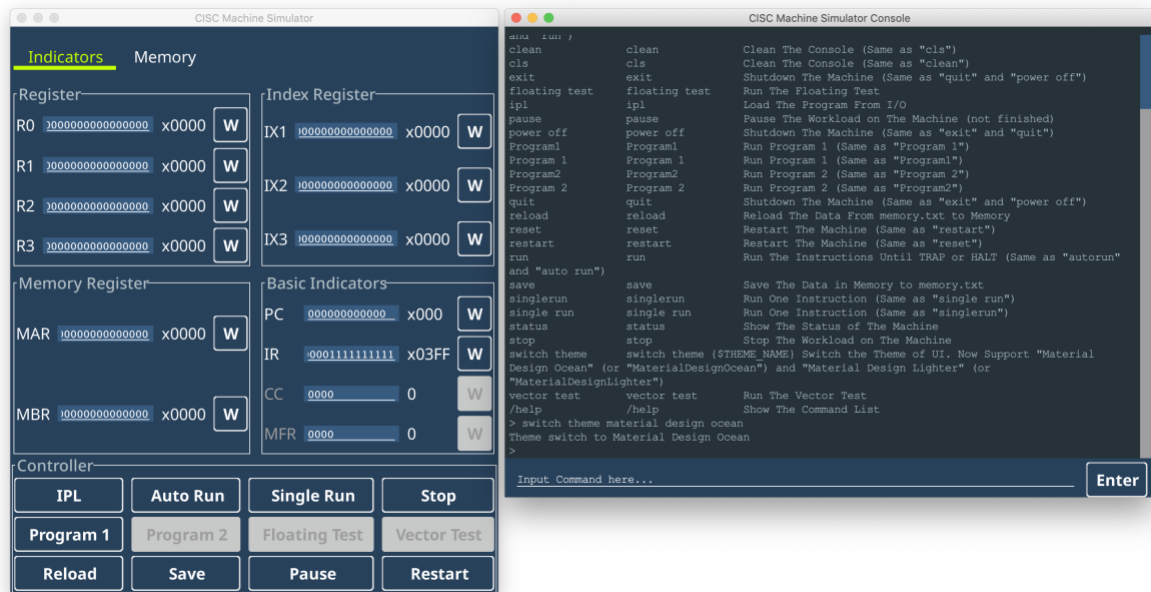 CISC Machine Simulator
Indicators Memory
Register
R0 0000000000000000 x0000 W
R1 0000000000000000 x0000 W
R2 0000000000000000 x0000 W
R3 0000000000000000 x0000 W
Index Register
IX1 000000000000000 x0000 W
IX2 000000000000000 x0000 W
IX3 000000000000000 x0000 W
Memory Register
MAR 00000000000000 x0000 W
MBR 00000000000000 x0000 W
Basic Indicators
PC 000000000000 x000 W
IR 0001111111111 x03FF W
CC 0000 0 W
MFR 0000 0 W
Controller
IPL Auto Run Single Run Stop
Program 1 Program 2 Floating Test Vector Test
Reload Save Pause Restart
CISC Machine Simulator Console
and "run")
clean clean Clean The Console (Same as "cls")
cls cls Clean The Console (Same as "clean")
exit exit Shutdown The Machine (Same as "quit" and "power off")
floating test floating test Run The Floating Test
ipl ipl Load The Program From I/O
pause pause Pause The Workload on The Machine (not finished)
power off power off Shutdown The Machine (Same as "exit" and "quit")
Program1 Program1 Run Program 1 (Same as "Program 1")
Program 1 Program 1 Run Program 1 (Same as "Program1")
Program2 Program2 Run Program 2 (Same as "Program 2")
Program 2 Program 2 Run Program 2 (Same as "Program2")
quit quit Shutdown The Machine (Same as "exit" and "power off")
reload reload Reload The Data From memory.txt to Memory
reset reset Restart The Machine (Same as "restart")
restart restart Restart The Machine (Same as "reset")
run run Run The Instructions Until TRAP or HALT (Same as "autorun"
and "auto run")
save save Save The Data in Memory to memory.txt
singlerun singlerun Run One Instruction (Same as "single run")
single run single run Run One Instruction (Same as "singlerun")
status status Show The Status of The Machine
stop stop Stop The Workload on The Machine
switch theme switch theme {$THEME_NAME} Switch the Theme of UI. Now Support "Material
Design Ocean" (or "MaterialDesignOcean") and "Material Design Lighter" (or
"MaterialDesignLighter")
vector test vector test Run The Vector Test
/help /help Show The Command List
> switch theme material design ocean
Theme switch to Material Design Ocean
>
Input Command here... Enter